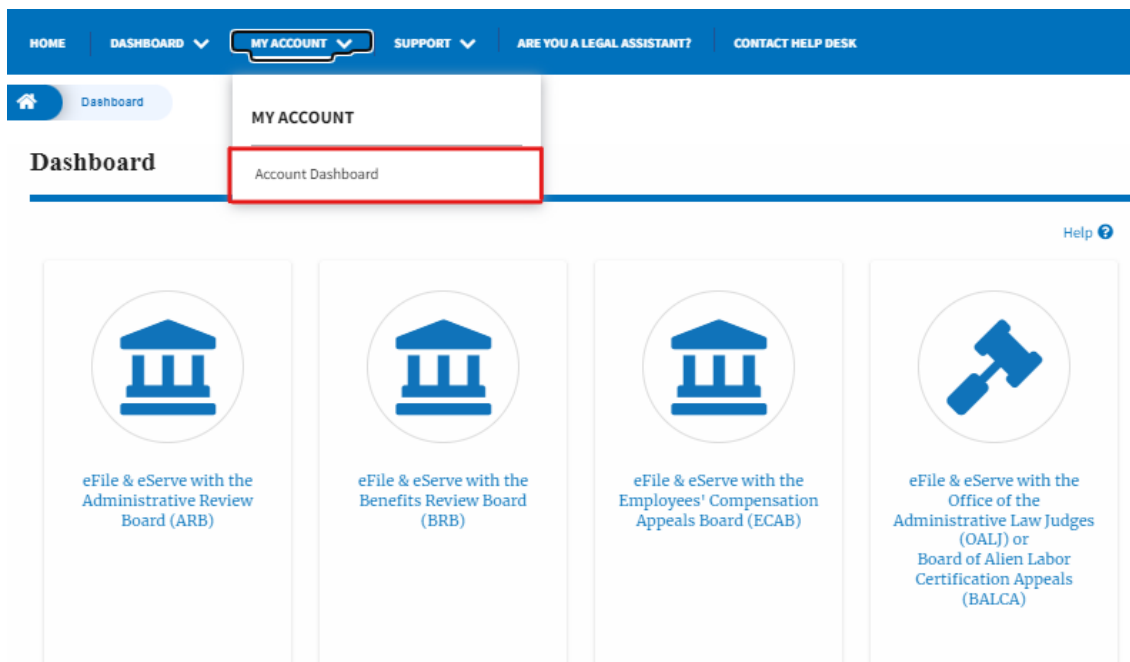 HOME DASHBOARD MY ACCOUNT SUPPORT ARE YOU A LEGAL ASSISTANT? CONTACT HELP DESK
Dashboard
MY ACCOUNT
Dashboard
Account Dashboard
Help ?
eFile & eServe with the
Administrative Review
Board (ARB)
eFile & eServe with the
Benefits Review Board
(BRB)
eFile & eServe with the
Employees' Compensation
Appeals Board (ECAB)
eFile & eServe with the
Office of the
Administrative Law Judges
(OALJ) or
Board of Alien Labor
Certification Appeals
(BALCA)